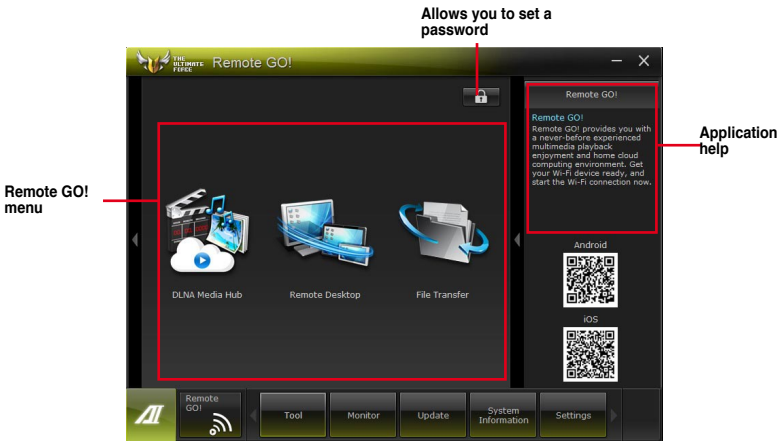 Allows you to set a
password
THE
ULTIMATE
FORCE
Remote GO!
Remote GO!
Remote GO!
Remote GO! provides you with
a never-before experienced
multimedia playback
enjoyment and home cloud
computing environment. Get
your Wi-Fi device ready, and
start the Wi-Fi connection now.
Application
help
Remote GO!
menu
DLNA Media Hub
Remote Desktop
File Transfer
Android
iOS
Remote
GO!
Tool
Monitor
Update
System
Information
Settings